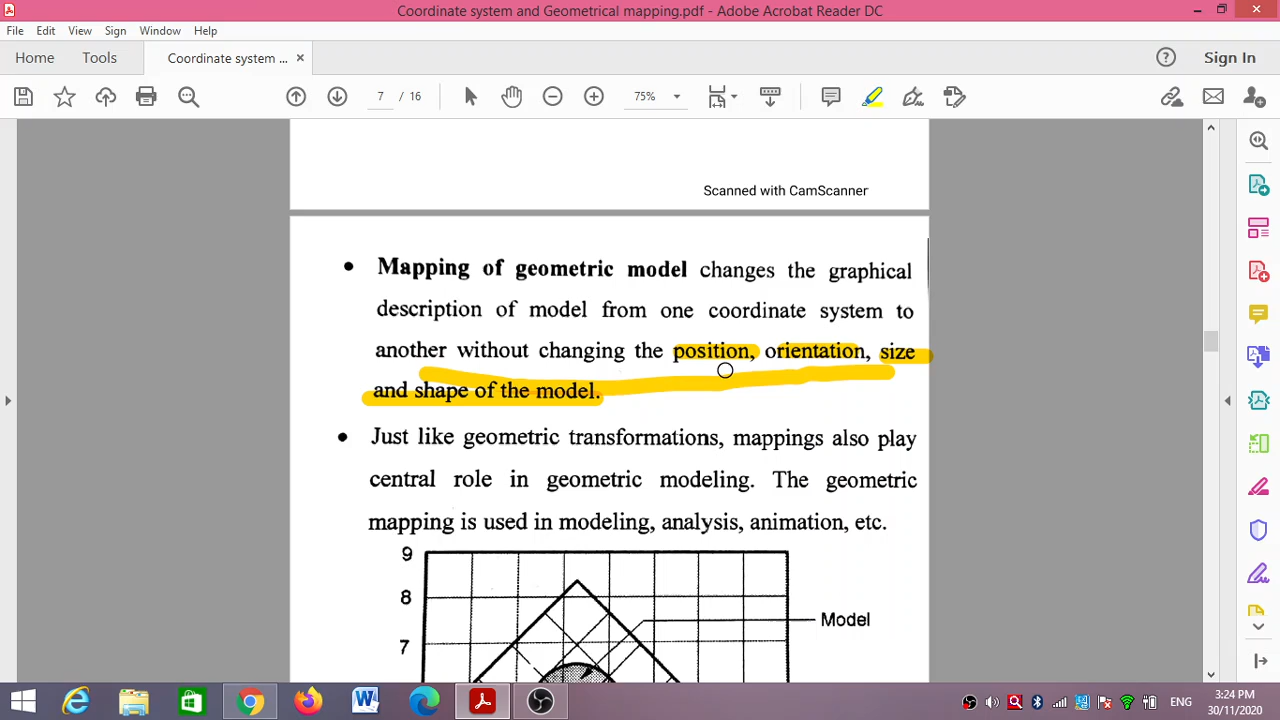 Coordinate system and Geometrical mapping.pdf - Adobe Acrobat Reader DC
File Edit View Sign Window Help
Home Tools Coordinate system ... × Sign In
7 / 16 75%
Scanned with CamScanner
• Mapping of geometric model changes the graphical
description of model from one coordinate system to
another without changing the position, orientation, size
and shape of the model.
• Just like geometric transformations, mappings also play
central role in geometric modeling. The geometric
mapping is used in modeling, analysis, animation, etc.
9
8
Model
7
ENG
3:24 PM
30/11/2020